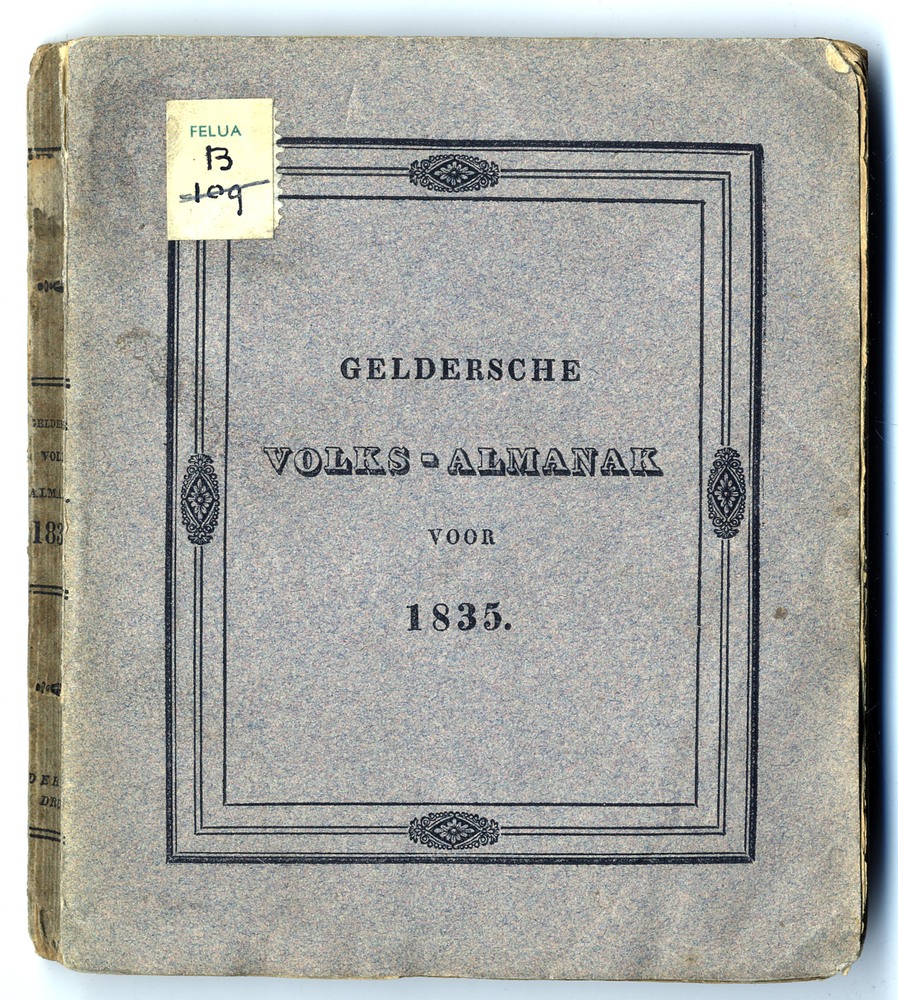 FELUA
B
109
GELDERSCHE
VOLKS-ALMANAK
VOOR
1835.